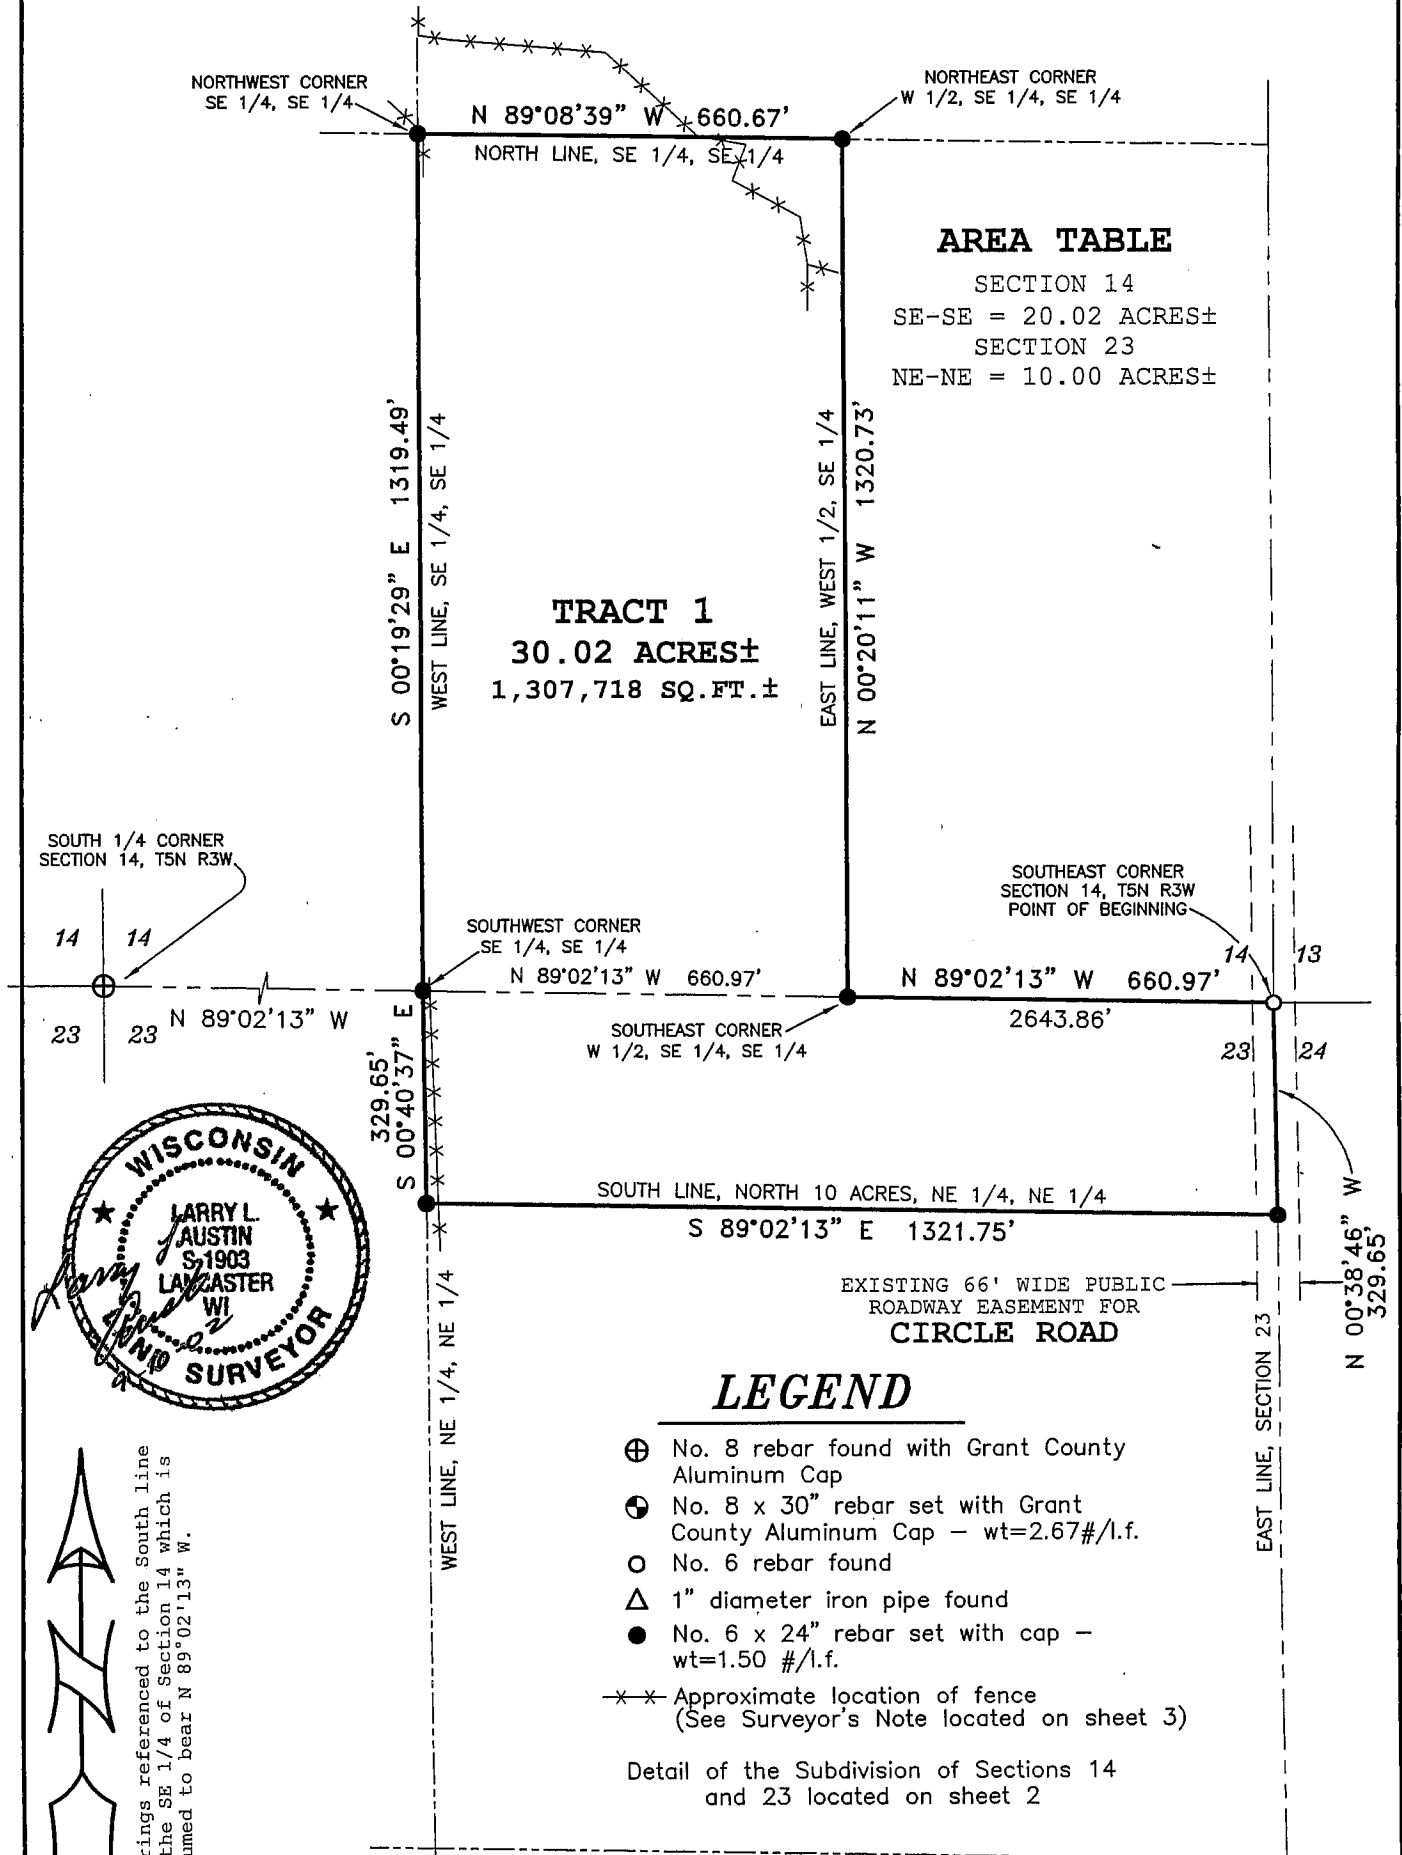 NORTHWEST CORNER
SE 1/4, SE 1/4
NORTHEAST CORNER
W 1/2, SE 1/4, SE 1/4
N 89°08'39" W 660.67'
NORTH LINE, SE 1/4, SE 1/4
AREA TABLE
SECTION 14
SE-SE = 20.02 ACRES±
SECTION 23
NE-NE = 10.00 ACRES±
S 00°19'29" E 1319.49'
WEST LINE, SE 1/4, SE 1/4
EAST LINE, WEST 1/2, SE 1/4
N 00°20'11" W 1320.73'
TRACT 1
30.02 ACRES±
1,307,718 SQ.FT.±
SOUTH 1/4 CORNER
SECTION 14, T5N R3W
SOUTHEAST CORNER
SECTION 14, T5N R3W
POINT OF BEGINNING
SOUTHWEST CORNER
SE 1/4, SE 1/4
14 14
14 13
N 89°02'13" W 660.97'
N 89°02'13" W 660.97'
2643.86'
23 23
N 89°02'13" W
SOUTHEAST CORNER
W 1/2, SE 1/4, SE 1/4
23 24
329.65'
S 00°40'37" E
SOUTH LINE, NORTH 10 ACRES, NE 1/4, NE 1/4
S 89°02'13" E 1321.75'
N 00°38'46" W
329.65'
WISCONSIN
LARRY L.
AUSTIN
S-1903
LANCASTER
WI
LAND SURVEYOR
EXISTING 66' WIDE PUBLIC
ROADWAY EASEMENT FOR
CIRCLE ROAD
WEST LINE, NE 1/4, NE 1/4
EAST LINE, SECTION 23
LEGEND
No. 8 rebar found with Grant County
Aluminum Cap
No. 8 x 30" rebar set with Grant
County Aluminum Cap – wt=2.67#/l.f.
No. 6 rebar found
1" diameter iron pipe found
No. 6 x 24" rebar set with cap –
wt=1.50 #/l.f.
Approximate location of fence
(See Surveyor's Note located on sheet 3)
Detail of the Subdivision of Sections 14
and 23 located on sheet 2
rings referenced to the South line
the SE 1/4 of Section 14 which is
umed to bear N 89°02'13" W.